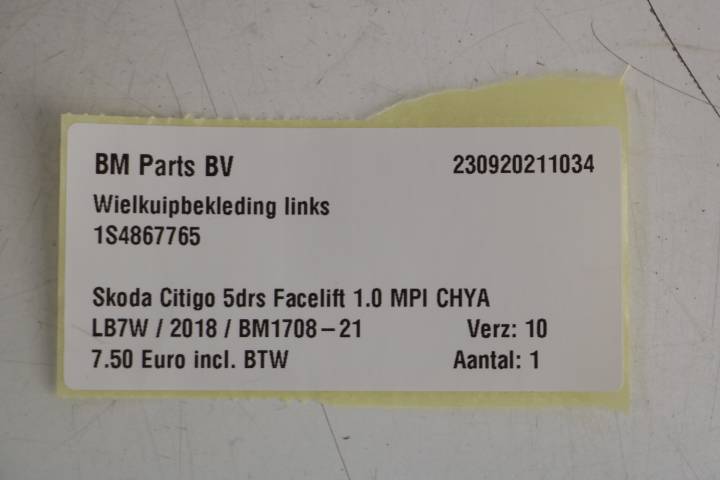 BM Parts BV 230920211034
Wielkuipbekleding links
1S4867765
Skoda Citigo 5drs Facelift 1.0 MPI CHYA
LB7W / 2018 / BM1708-21 Verz: 10
7.50 Euro incl. BTW Aantal: 1